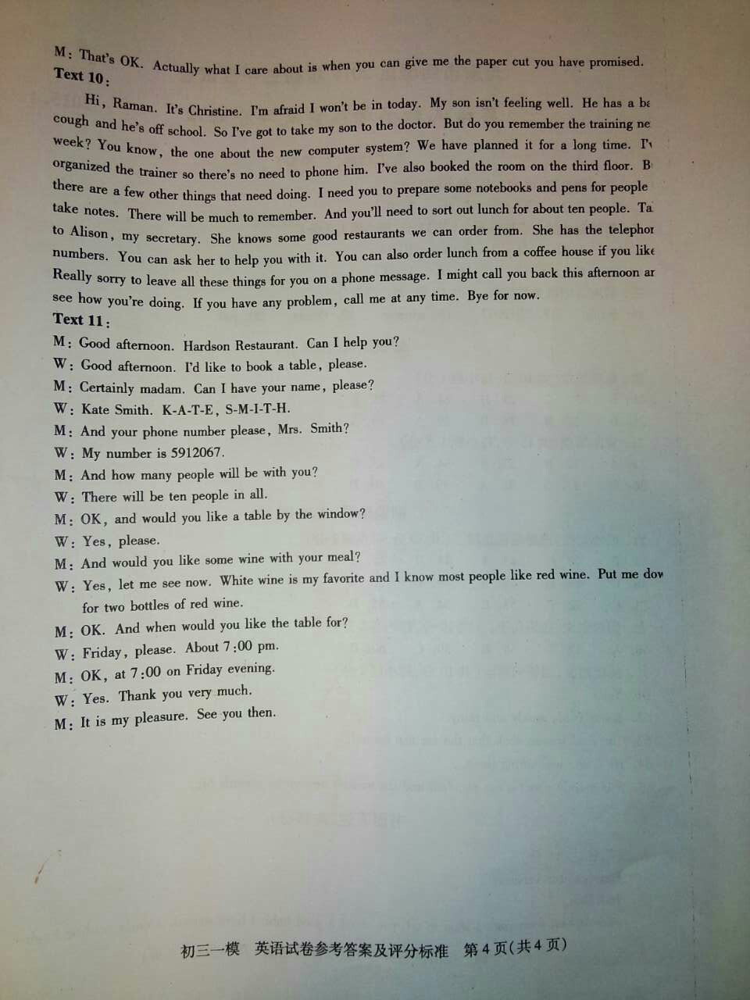 M: That's OK. Actually what I care about is when you can give me the paper cut you have promised.
Text 10:
Hi, Raman. It's Christine. I'm afraid I won't be in today. My son isn't feeling well. He has a
cough and he's off school. So I've got to take my son to the doctor. But do you remember the training
week? You know, the one about the new computer system? We have planned it for a long time.
organized the trainer so there's no need to phone him. I've also booked the room on the third floor.
there are a few other things that need doing. I need you to prepare some notebooks and pens for people
take notes. There will be much to remember. And you'll need to sort out lunch for about ten people.
to Alison, my secretary. She knows some good restaurants we can order from. She has the
numbers. You can ask her to help you with it. You can also order lunch from a coffee house if you
Really sorry to leave all these things for you on a phone message. I might call you back this afternoon
see how you're doing. If you have any problem, call me at any time. Bye for now.
Text 11:
M: Good afternoon. Hardson Restaurant. Can I help you?
W: Good afternoon. I'd like to book a table, please.
M: Certainly madam. Can I have your name, please?
W: Kate Smith. K-A-T-E, S-M-I-T-H.
M: And your phone number please, Mrs. Smith?
W: My number is 5912067.
M: And how many people will be with you?
W: There will be ten people in all.
M: OK, and would you like a table by the window?
W: Yes, please.
M: And would you like some wine with your meal?
W: Yes, let me see now. White wine is my favorite and I know most people like red wine. Put me
for two bottles of red wine.
M: OK. And when would you like the table for?
W: Friday, please. About 7:00 pm.
M: OK, at 7:00 on Friday evening.
W: Yes. Thank you very much.
M: It is my pleasure. See you then.
初三一模 英语试卷参考答案及评分标准 第4页(共4页)